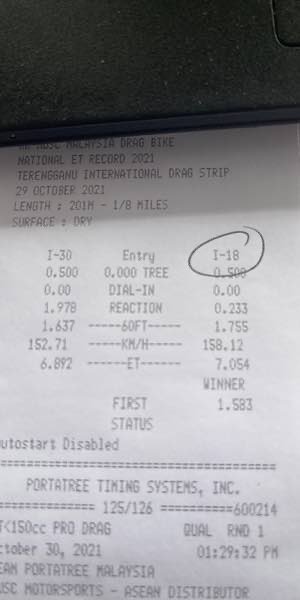 MALAYSIA DRAG BIKE
NATIONAL ET RECORD 2021
TERENGGANU INTERNATIONAL DRAG STRIP
29 OCTOBER 2021
LENGTH : 201M - 1/8 MILES
SURFACE : DRY
I-30 Entry I-18
0.500 0.000 TREE 0.500
0.00 DIAL-IN 0.00
1.978 REACTION 0.233
1.637 -----60FT----- 1.755
152.71 -----KM/H----- 158.12
6.892 ------ET------ 7.054
WINNER
FIRST 1.583
STATUS
utostart Disabled
=====================================
PORTATREE TIMING SYSTEMS, INC.
=========== 125/126 ==========600214
T<150cc PRO DRAG QUAL RND 1
ctober 30, 2021 01:29:32 PM
EAM PORTATREE MALAYSIA
USC MOTORSPORTS - ASEAN DISTRIBUTOR